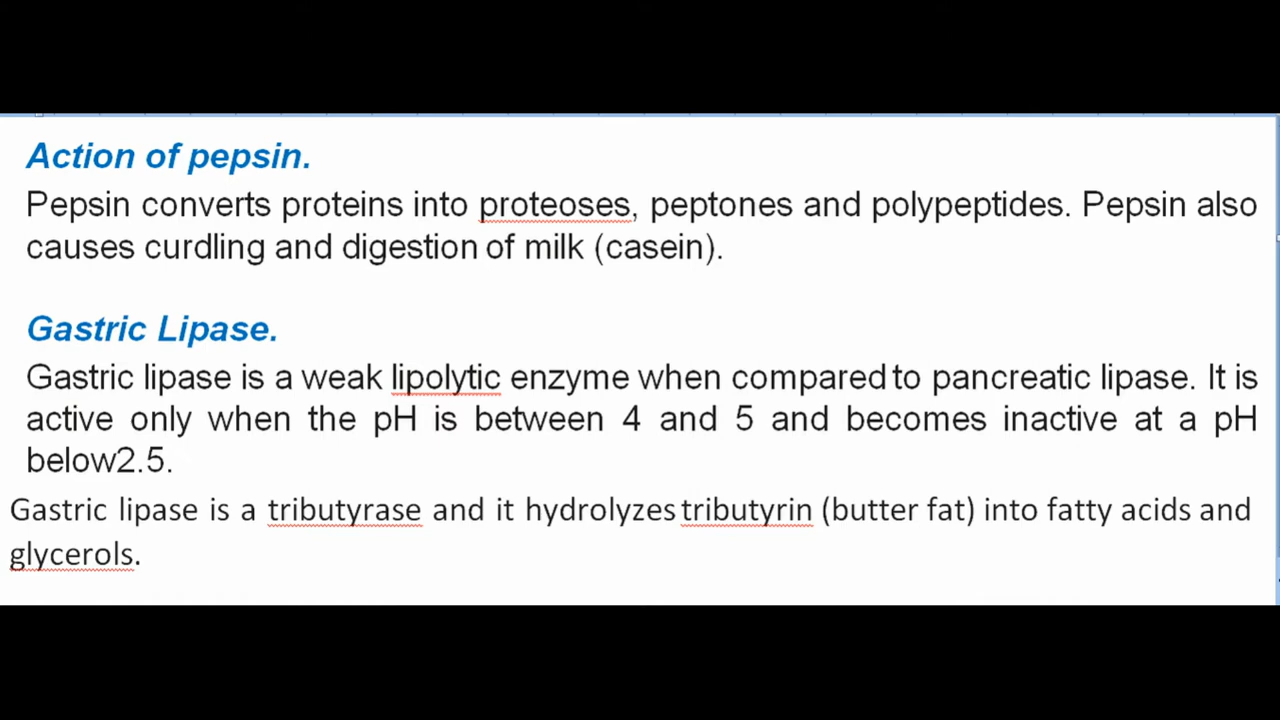 Action of pepsin.
Pepsin converts proteins into proteoses, peptones and polypeptides. Pepsin also
causes curdling and digestion of milk (casein).
Gastric Lipase.
Gastric lipase is a weak lipolytic enzyme when compared to pancreatic lipase. It is
active only when the pH is between 4 and 5 and becomes inactive at a pH
below2.5.
Gastric lipase is a tributyrase and it hydrolyzes tributyrin (butter fat) into fatty acids and
glycerols.